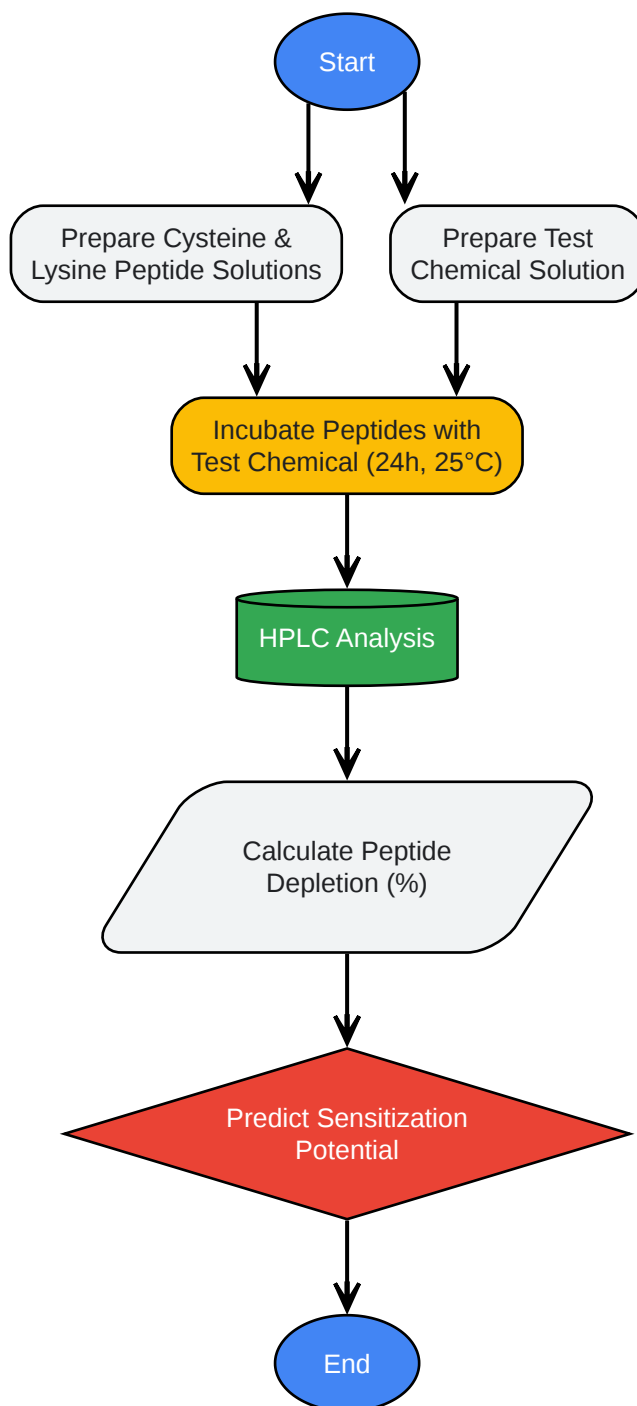 Start
Prepare Cysteine &
Lysine Peptide Solutions
Prepare Test
Chemical Solution
Incubate Peptides with
Test Chemical (24h, 25°C)
HPLC Analysis
Calculate Peptide
Depletion (%)
Predict Sensitization
Potential
End